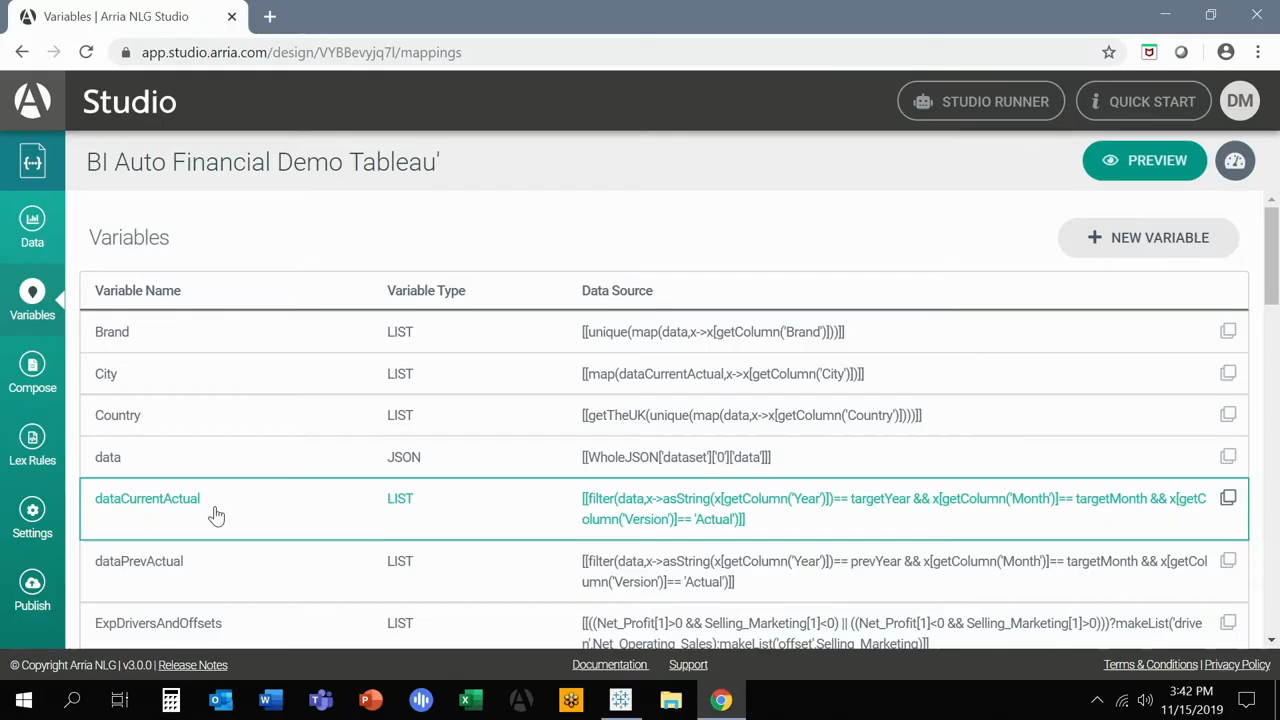 Variables | Arria NLG Studio
app.studio.arria.com/design/VYBBevyjq7l/mappings
Studio
STUDIO RUNNER
QUICK START
DM
BI Auto Financial Demo Tableau'
PREVIEW
Data
Variables
Compose
Lex Rules
Settings
Publish
Variables
NEW VARIABLE
Variable Name Variable Type Data Source
Brand LIST [[unique(map(data,x->x[getColumn('Brand')]))]]
City LIST [[map(dataCurrentActual,x->x[getColumn('City')])]]
Country LIST [[getTheUK(unique(map(data,x->x[getColumn('Country')])))]]
data JSON [[WholeJSON['dataset']['0']['data']]]
dataCurrentActual LIST [[filter(data,x->asString(x[getColumn('Year')])== targetYear && x[getColumn('Month')]== targetMonth && x[getC
olumn('Version')]== 'Actual')]]
dataPrevActual LIST [[filter(data,x->asString(x[getColumn('Year')])== prevYear && x[getColumn('Month')]== targetMonth && x[getCol
umn('Version')]== 'Actual')]]
ExpDriversAndOffsets LIST [[((Net_Profit[1]>0 && Selling_Marketing[1]<0) || ((Net_Profit[1]<0 && Selling_Marketing[1]>0)))?makeList('drive
n',Net_Operating_Sales):makeList('offset',Selling_Marketing)]]
© Copyright Arria NLG | v3.0.0 | Release Notes
Documentation
Support
Terms & Conditions | Privacy Policy
3:42 PM
11/15/2019